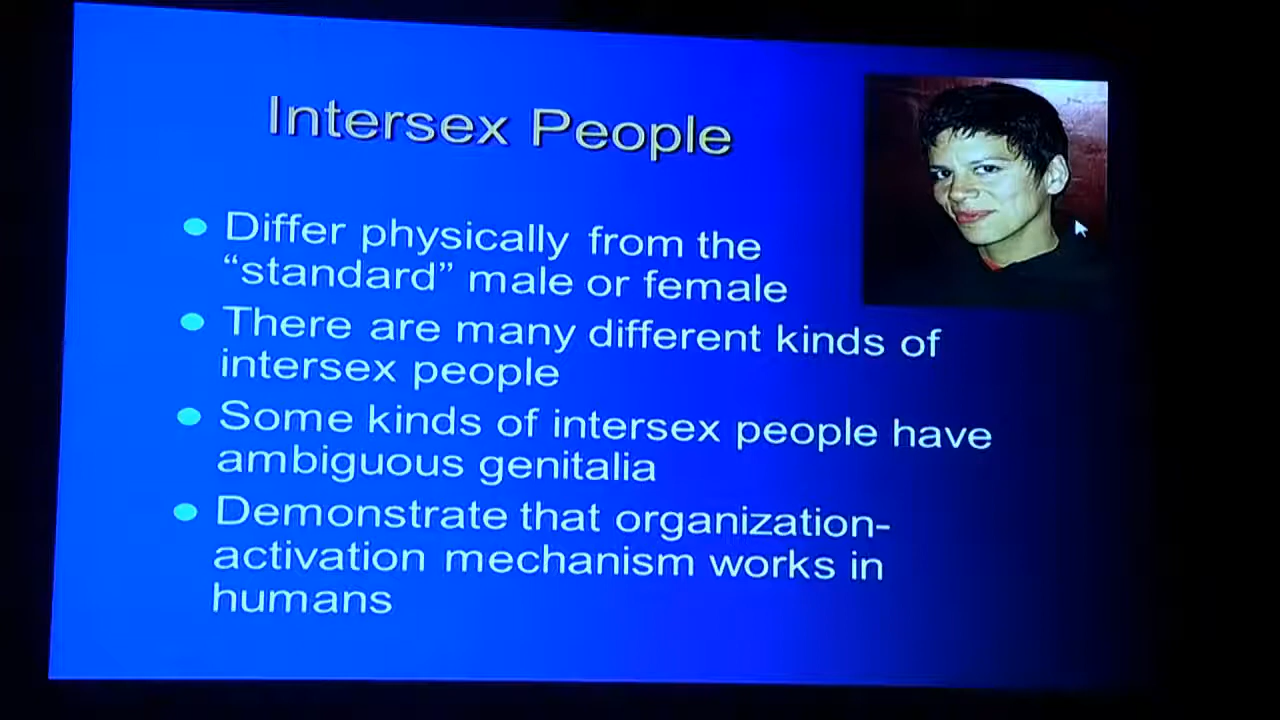 Intersex People
Differ physically from the
“standard” male or female
There are many different kinds of
intersex people
Some kinds of intersex people have
ambiguous genitalia
Demonstrate that organization-
activation mechanism works in
humans